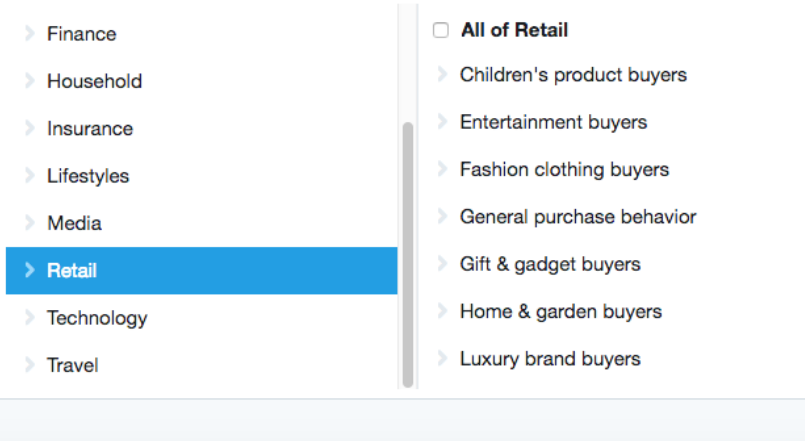 Finance
Household
Insurance
Lifestyles
Media
Retail
Technology
Travel
All of Retail
Children's product buyers
Entertainment buyers
Fashion clothing buyers
General purchase behavior
Gift & gadget buyers
Home & garden buyers
Luxury brand buyers